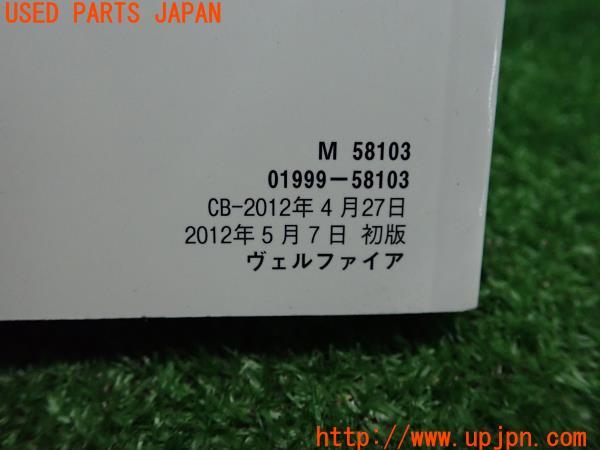 USED PARTS JAPAN
M 58103
01999−58103
CB-2012年4月27日
2012年5月7日 初版
ヴェルファイア
http://www.upjpn.com/